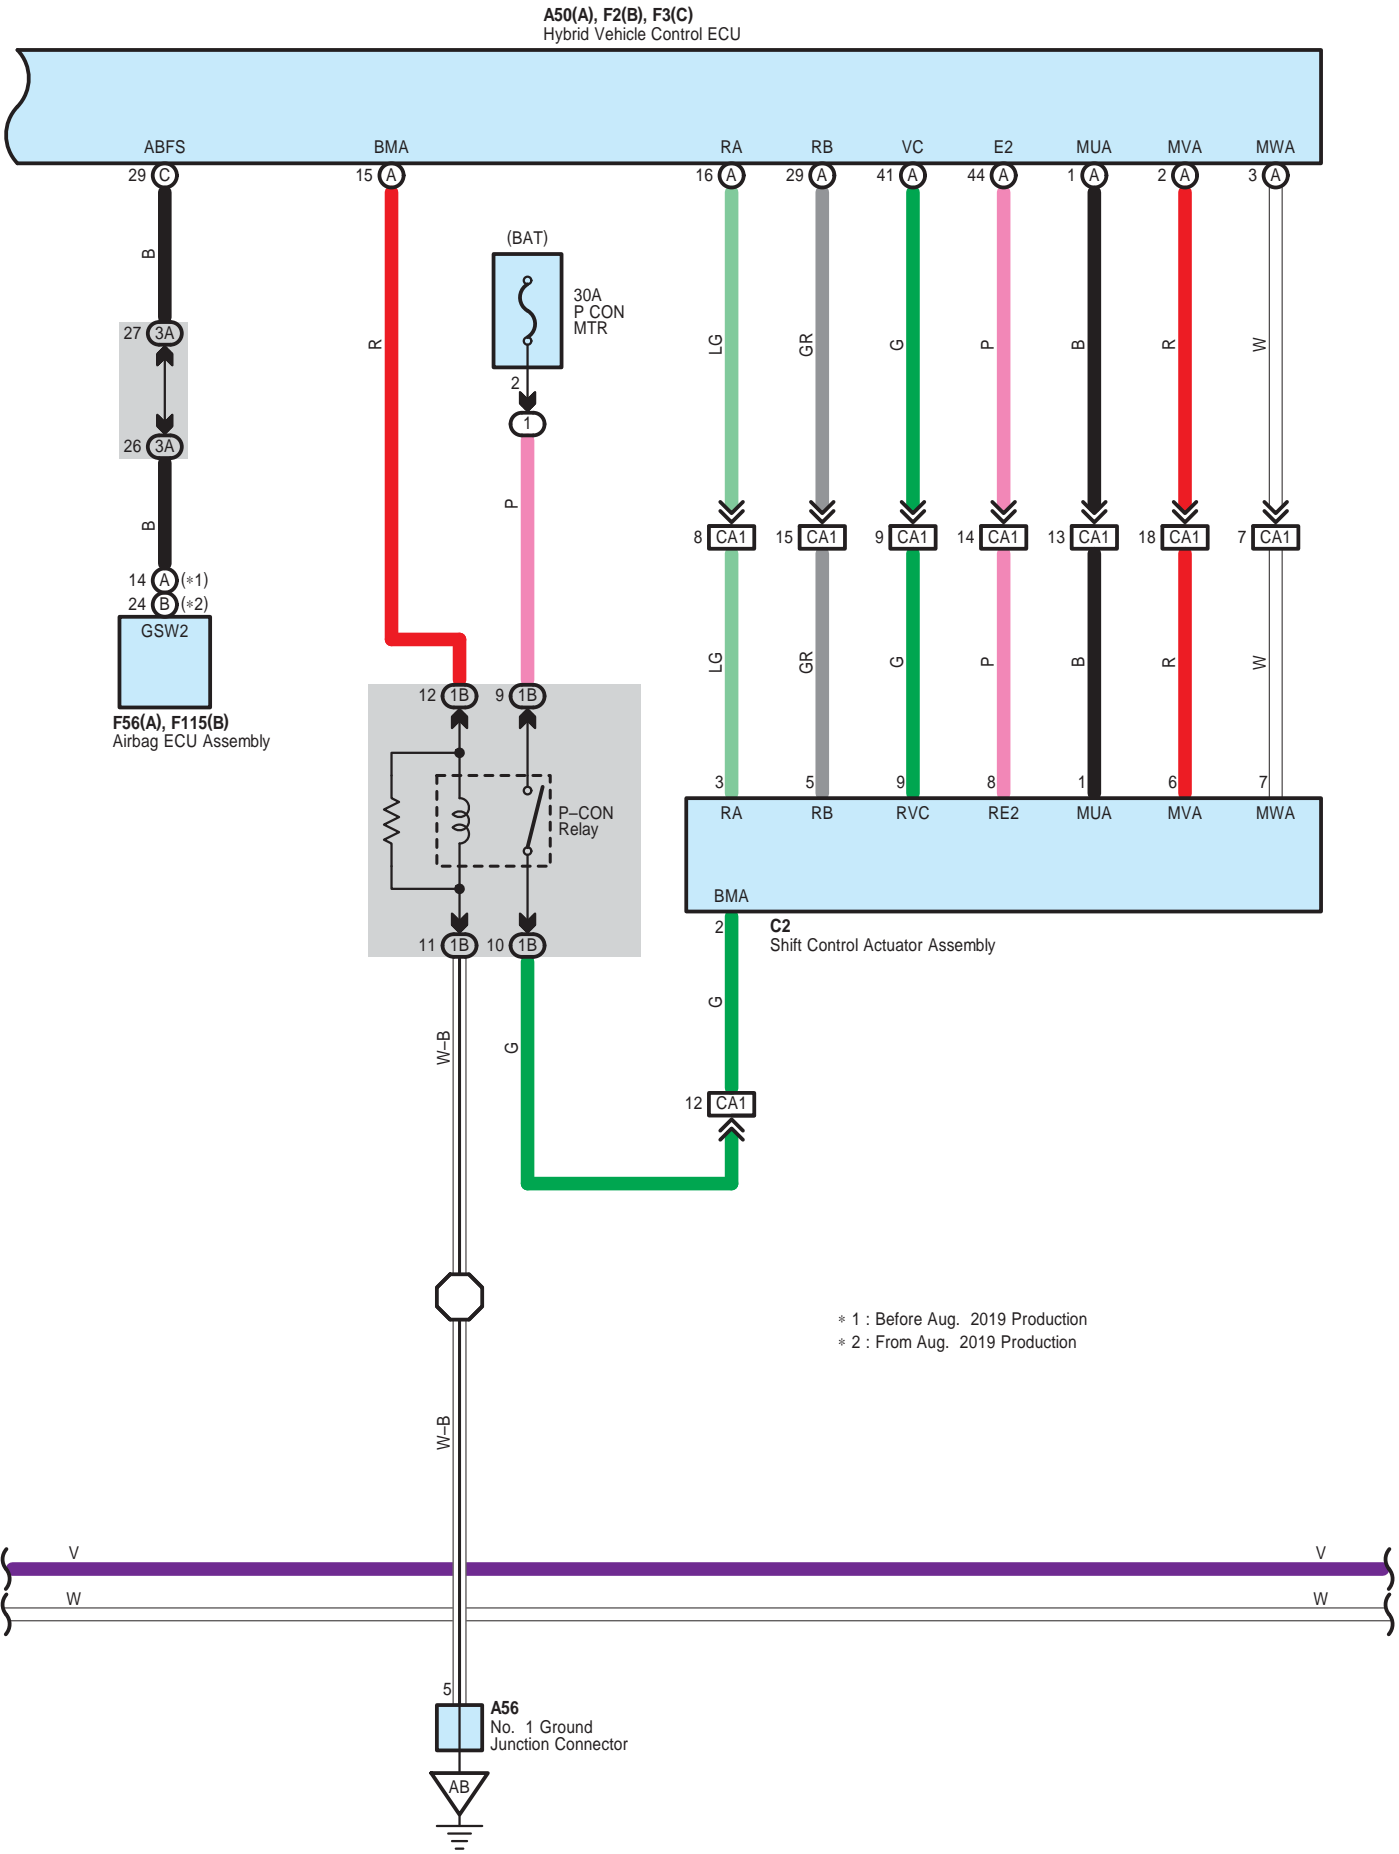 A50(A), F2(B), F3(C)
Hybrid Vehicle Control ECU
ABFS BMA RA RB VC E2 MUA MVA MWA
29 C 15 A 16 A 29 A 41 A 44 A 1 A 2 A 3 A
(BAT)
B
30A
P CON
MTR
27 3A
R LG GR G P B R W
2
1
26 3A
P
B
8 CA1 15 CA1 9 CA1 14 CA1 13 CA1 18 CA1 7 CA1
14 A (*1)
24 B (*2)
GSW2
LG GR G P B R W
12 1B 9 1B
F56(A), F115(B)
Airbag ECU Assembly
3 5 9 8 1 6 7
P–CON
Relay
RA RB RVC RE2 MUA MVA MWA
BMA
2
C2
Shift Control Actuator Assembly
11 1B 10 1B
G
W–B G
12 CA1
* 1 : Before Aug. 2019 Production
* 2 : From Aug. 2019 Production
W–B
V V
W W
5
A56
No. 1 Ground
Junction Connector
AB